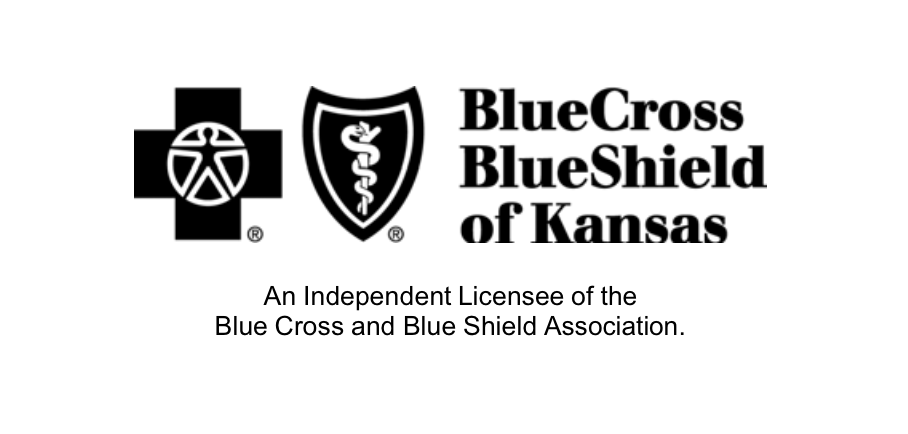 BlueCross
BlueShield
of Kansas
® ®
An Independent Licensee of the
Blue Cross and Blue Shield Association.